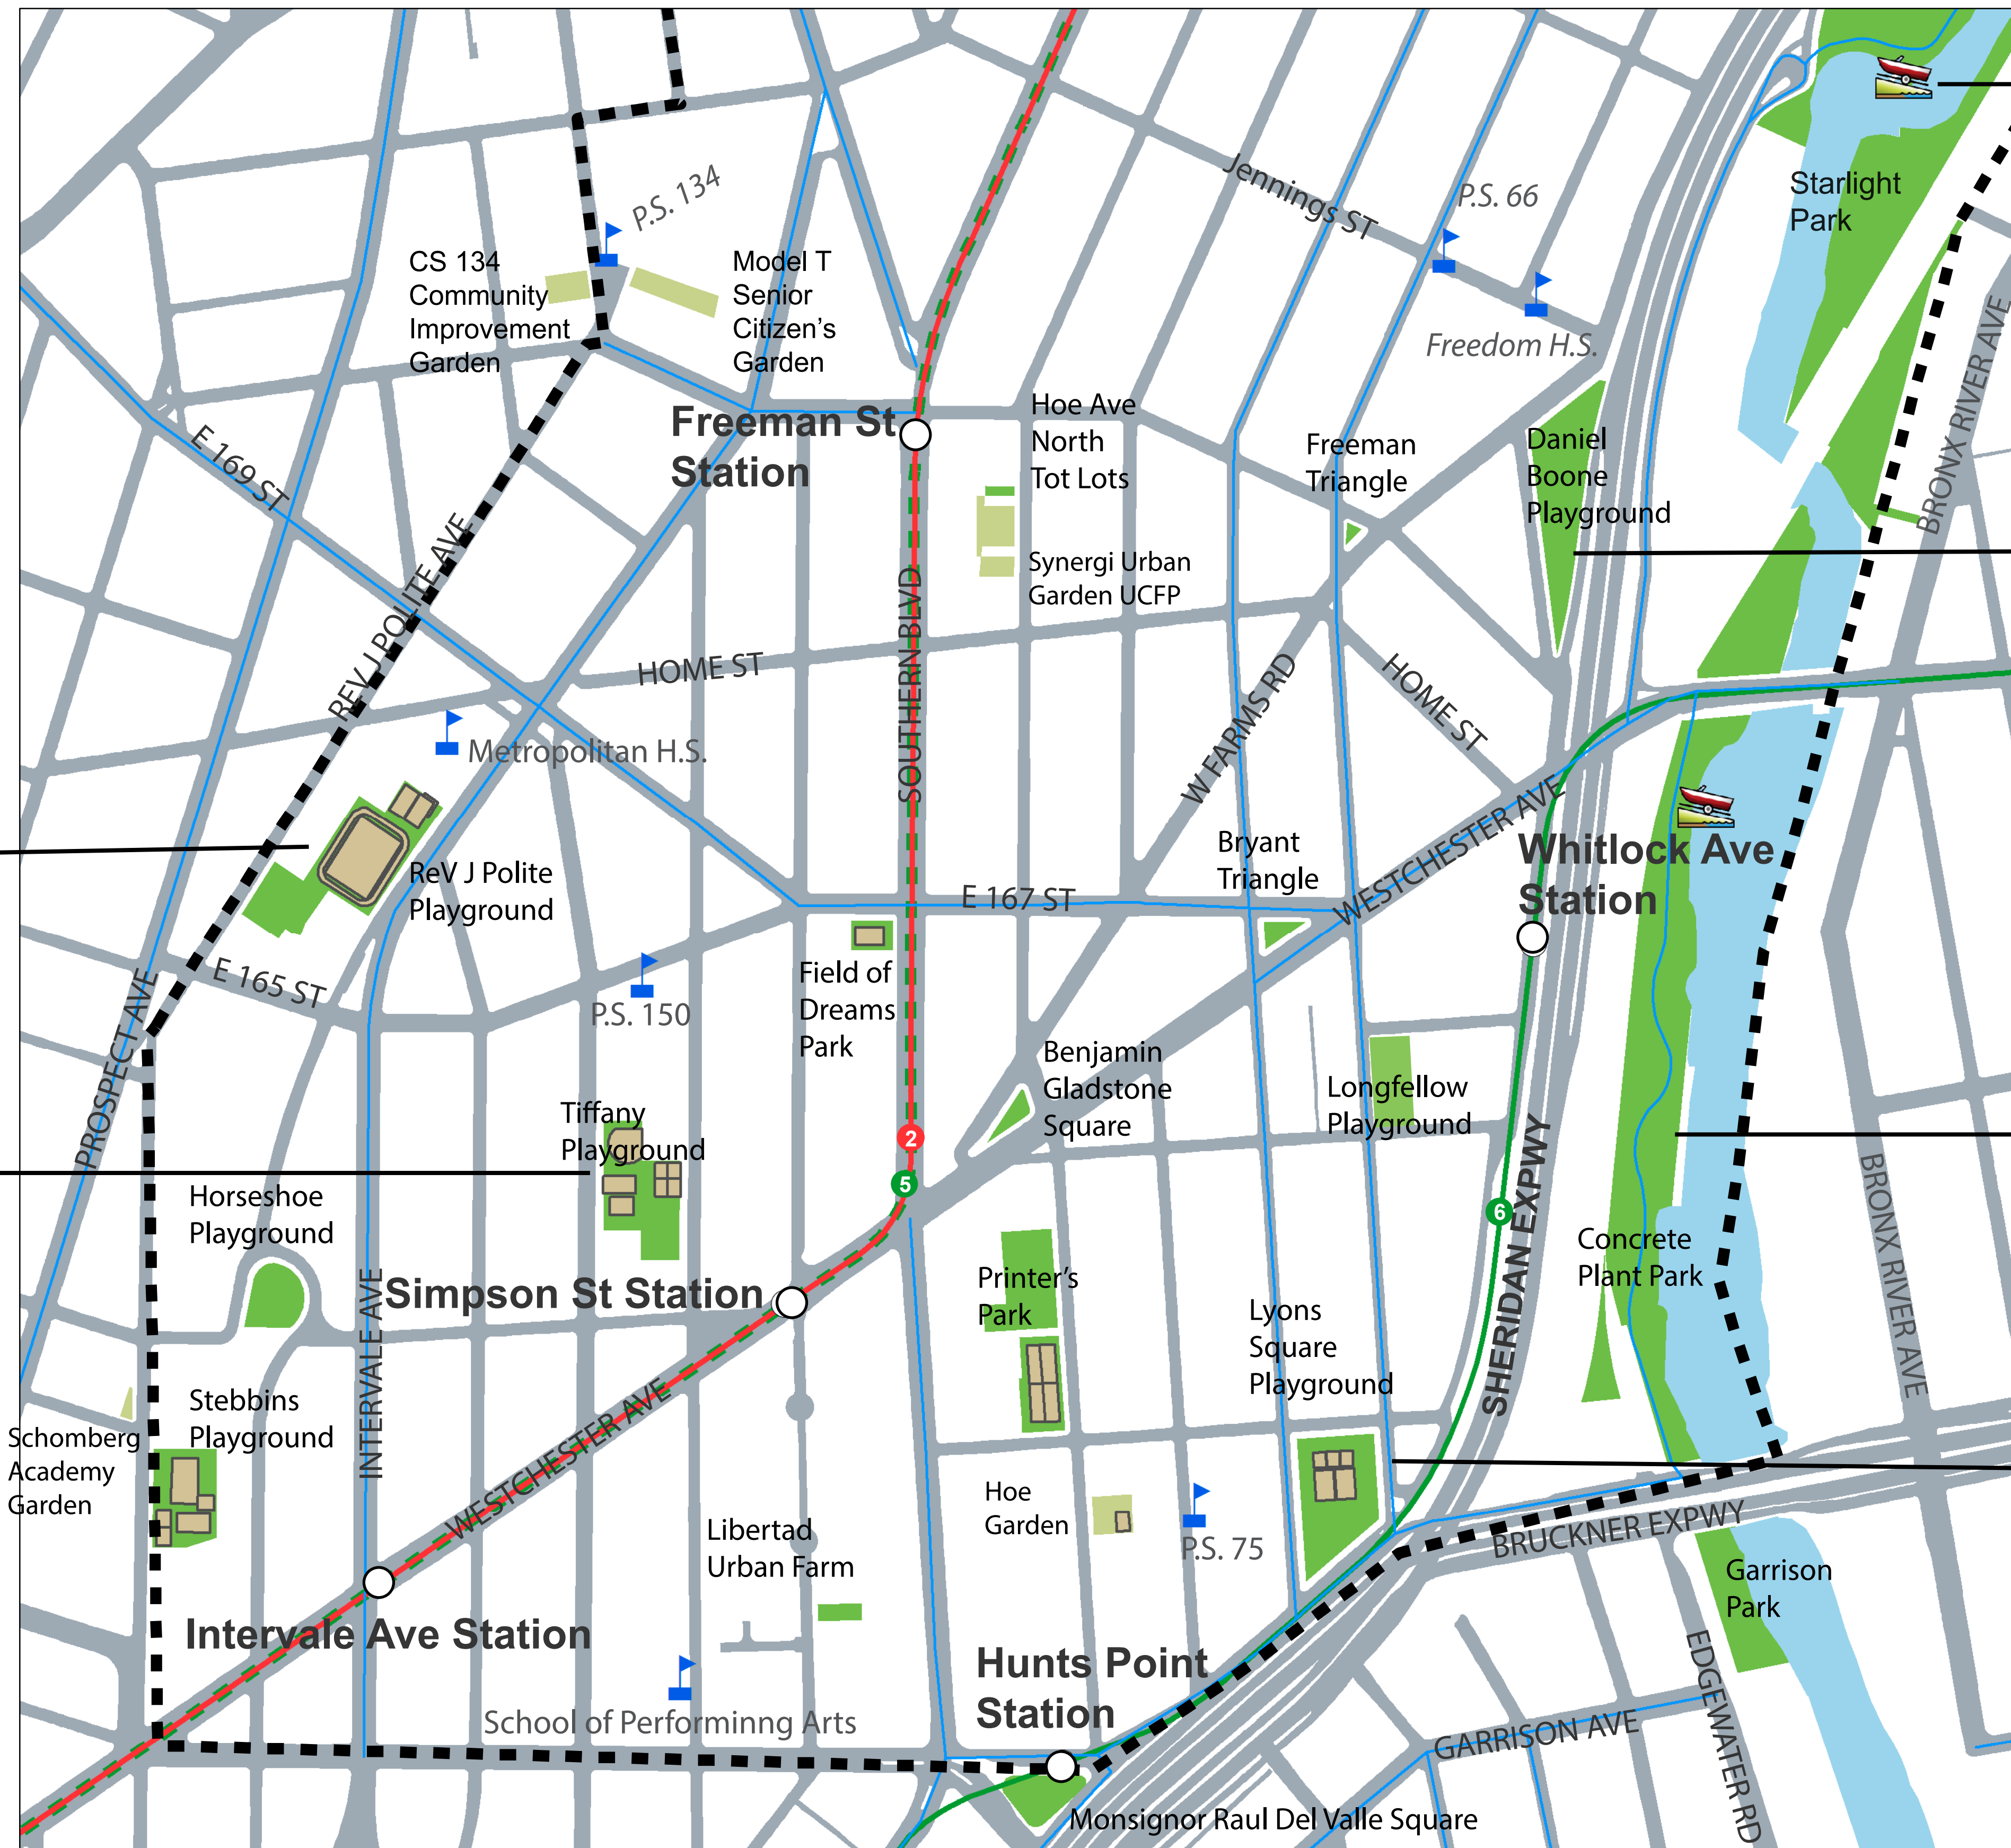 P.S. 134
Jennings ST
P.S. 66
Starlight
Park
CS 134
Community
Improvement
Garden
Model T
Senior
Citizen's
Garden
Freedom H.S.
BRONX RIVER AVE
Freeman St
Station
Hoe Ave
North
Tot Lots
Freeman
Triangle
Daniel
Boone
Playground
E 169 ST
REV J POLITE AVE
Synergi Urban
Garden UCFP
SOUTHERN BLVD
HOME ST
W FARMS RD
HOME ST
Metropolitan H.S.
WESTCHESTER AVE
Bryant
Triangle
Whitlock Ave
Station
ReV J Polite
Playground
E 167 ST
E 165 ST
PROSPECT AVE
P.S. 150
Field of
Dreams
Park
Benjamin
Gladstone
Square
Longfellow
Playground
Tiffany
Playground
2
5
6
SHERIDAN EXPWY
BRONX RIVER AVE
Horseshoe
Playground
Concrete
Plant Park
Simpson St Station
INTERVALE AVE
Printer's
Park
Lyons
Square
Playground
Stebbins
Playground
Schomberg
Academy
Garden
WESTCHESTER AVE
Hoe
Garden
P.S. 75
Libertad
Urban Farm
BRUCKNER EXPWY
Garrison
Park
Intervale Ave Station
Hunts Point
Station
School of Performinng Arts
GARRISON AVE
EDGEWATER RD
Monsignor Raul Del Valle Square